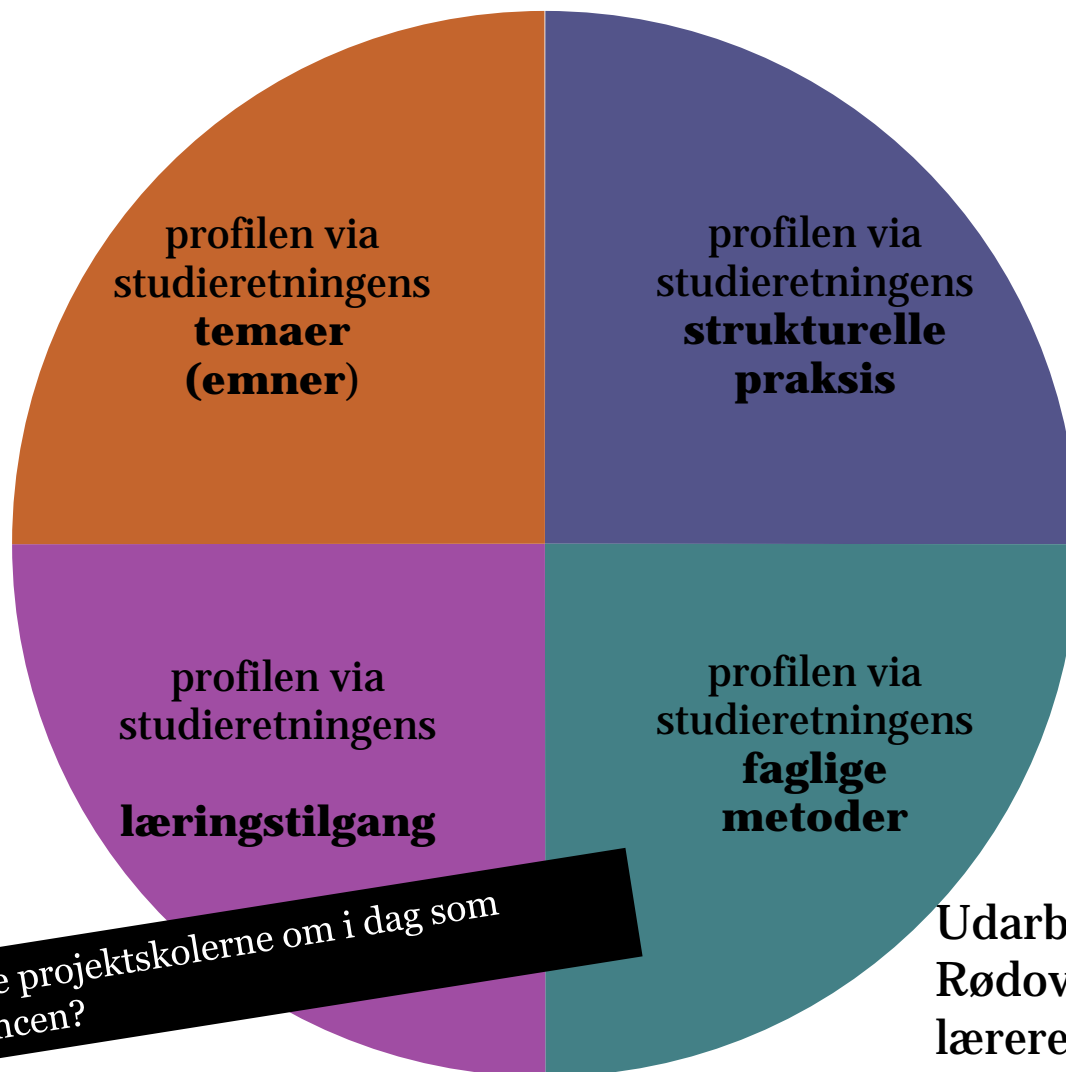 profilen via
studieretningens
temaer
(emner)
profilen via
studieretningens
strukturelle
praksis
profilen via
studieretningens
læringstilgang
profilen via
studieretningens
faglige
metoder
projektskolerne om i dag som
Udarb
Rødov
lærere